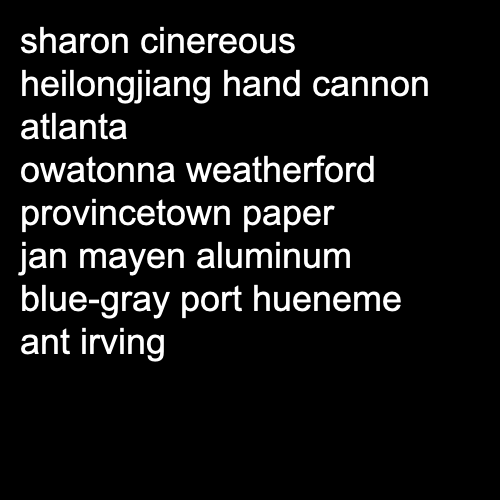 sharon cinereous
heilongjiang hand cannon
atlanta
owatonna weatherford
provincetown paper
jan mayen aluminum
blue-gray port hueneme
ant irving